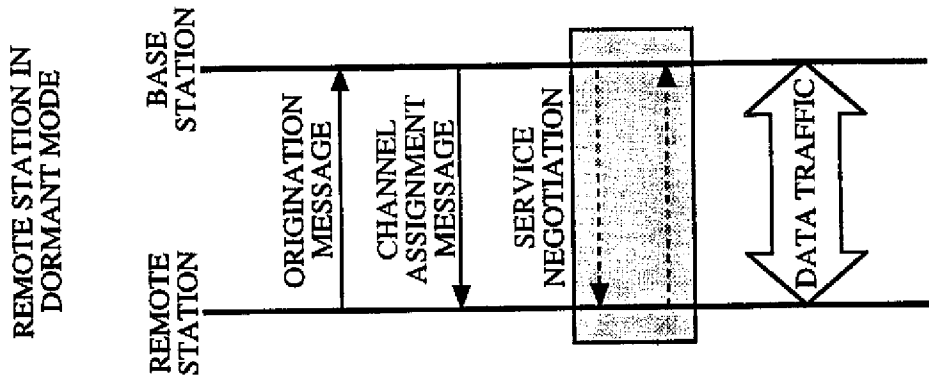 REMOTE STATION IN
DORMANT MODE
REMOTE
STATION
BASE
STATION
ORIGINATION
MESSAGE
CHANNEL
ASSIGNMENT
MESSAGE
SERVICE
NEGOTIATION
DATA TRAFFIC